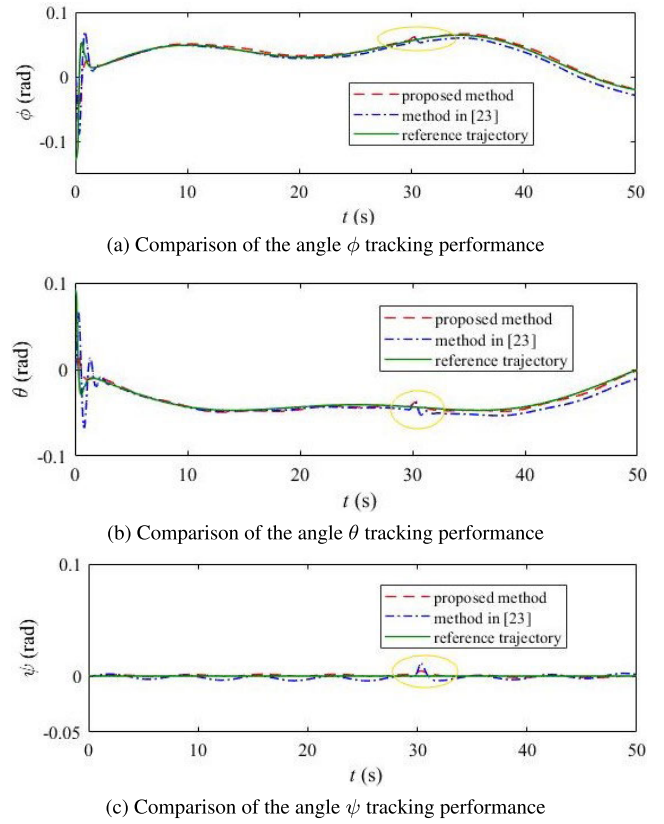 0.1
0
-0.1
ϕ (rad)
proposed method
method in [23]
reference trajectory
0 10 20 30 40 50
t (s)
(a) Comparison of the angle ϕ tracking performance
0.1
0
-0.1
θ (rad)
proposed method
method in [23]
reference trajectory
0 10 20 30 40 50
t (s)
(b) Comparison of the angle θ tracking performance
0.1
0
-0.05
ψ (rad)
proposed method
method in [23]
reference trajectory
0 10 20 30 40 50
t (s)
(c) Comparison of the angle ψ tracking performance